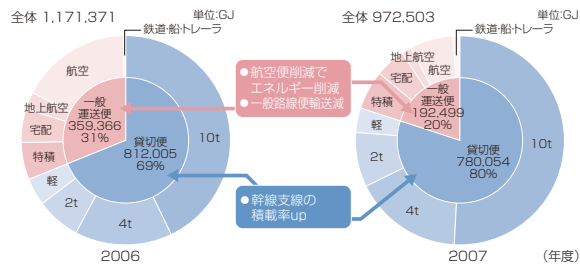 全体 1,171,371
単位:GJ
鉄道・船・トレーラ
航空
地上航空
宅配
特積
軽
2t
4t
10t
一般
運送便
359,366
31%
貸切便
812,005
69%
2006
●航空便削減で
エネルギー削減
●一般路線便輸送減
●幹線支線の
積載率up
全体 972,503
単位:GJ
鉄道・船・トレーラ
地上航空
航空
宅配
特積
軽
2t
4t
10t
一般
運送便
192,499
20%
貸切便
780,054
80%
2007
(年度)